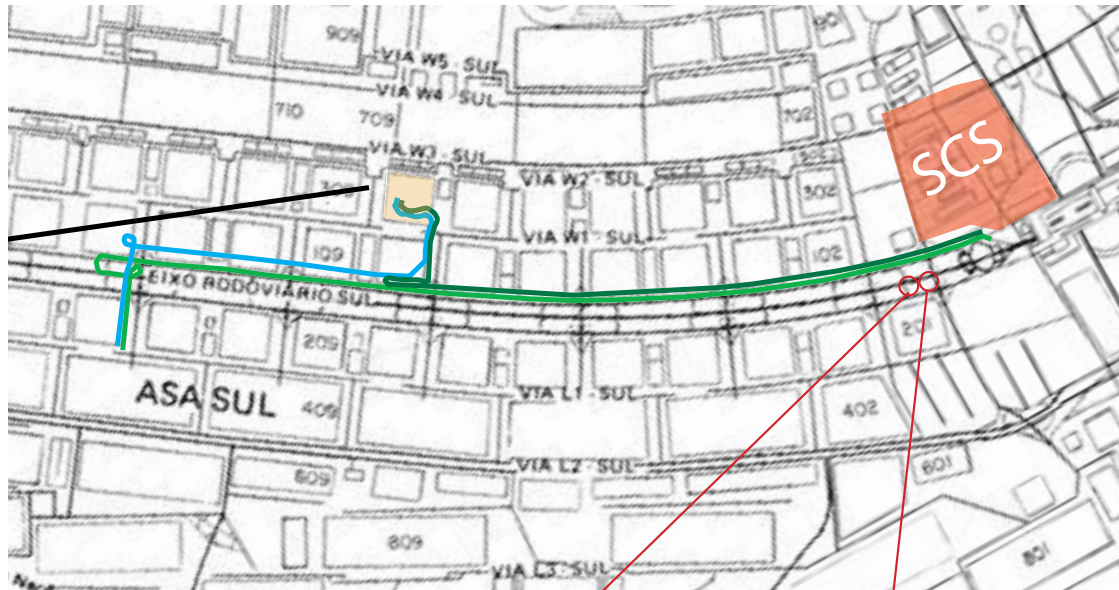 909
901
VIA W5 - SUL
VIA W4 - SUL
710
709
702
VIA W3 - SUL
SCS
VIA W2 - SUL
302
VIA W1 - SUL
109
102
EIXO RODOVIÁRIO SUL
209
201
ASA SUL
409
VIA L1 - SUL
402
VIA L2 - SUL
601
609
809
801
VIA L3 - SUL